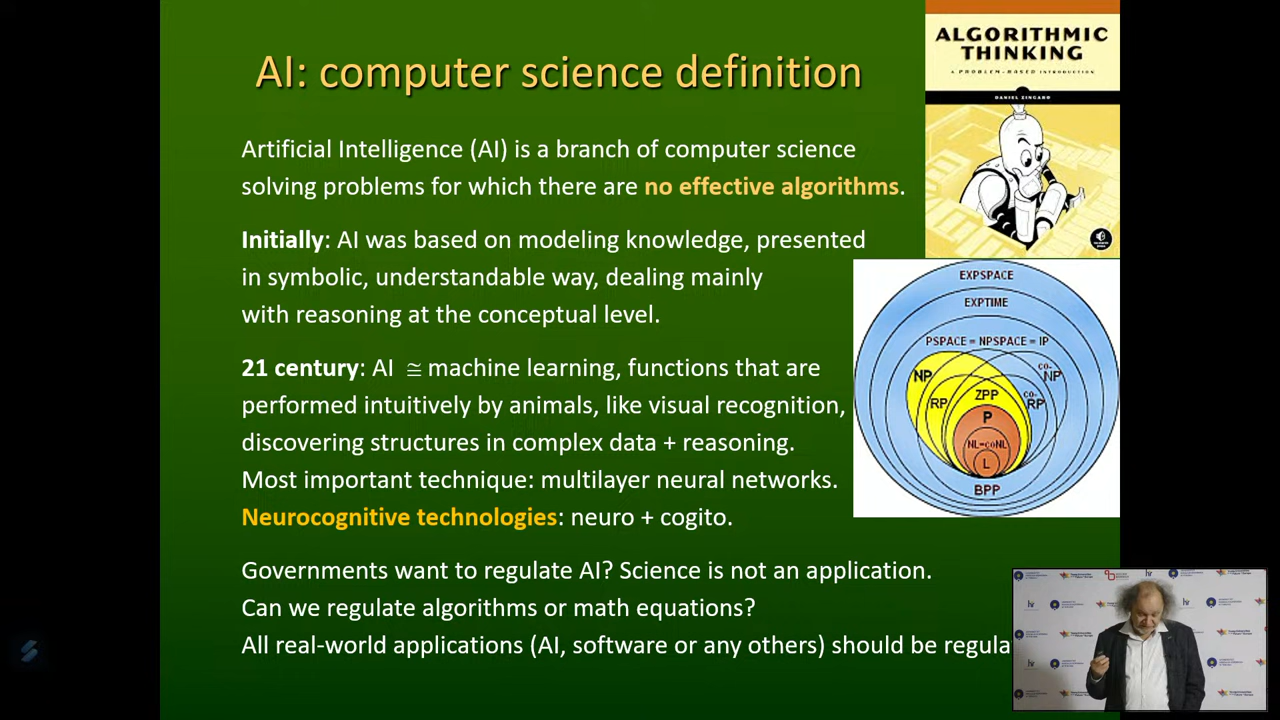 AI: computer science definition
Artificial Intelligence (AI) is a branch of computer science
solving problems for which there are no effective algorithms.
Initially: AI was based on modeling knowledge, presented
in symbolic, understandable way, dealing mainly
with reasoning at the conceptual level.
21 century: AI ≅ machine learning, functions that are
performed intuitively by animals, like visual recognition,
discovering structures in complex data + reasoning.
Most important technique: multilayer neural networks.
Neurocognitive technologies: neuro + cogito.
Governments want to regulate AI? Science is not an application.
Can we regulate algorithms or math equations?
All real-world applications (AI, software or any others) should be regula
ALGORITHMIC
THINKING
A PROBLEM-BASED INTRODUCTION
DANIEL ZINGARO
EXPSPACE
EXPTIME
PSPACE = NPSPACE = IP
NP
CO-
NP
RP
ZPP
CO-
RP
P
NL=coNL
L
BPP